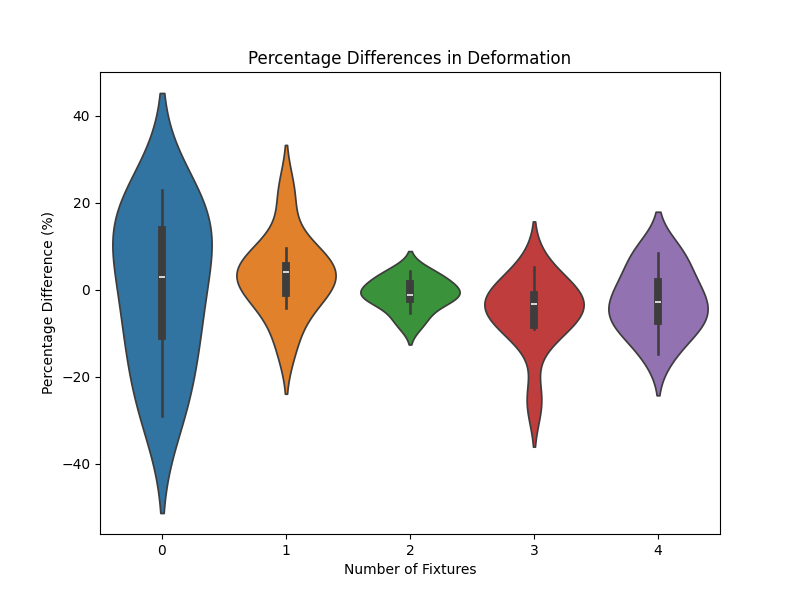 Percentage Differences in Deformation
Percentage Difference (%)
40
20
0
−20
−40
0 1 2 3 4
Number of Fixtures